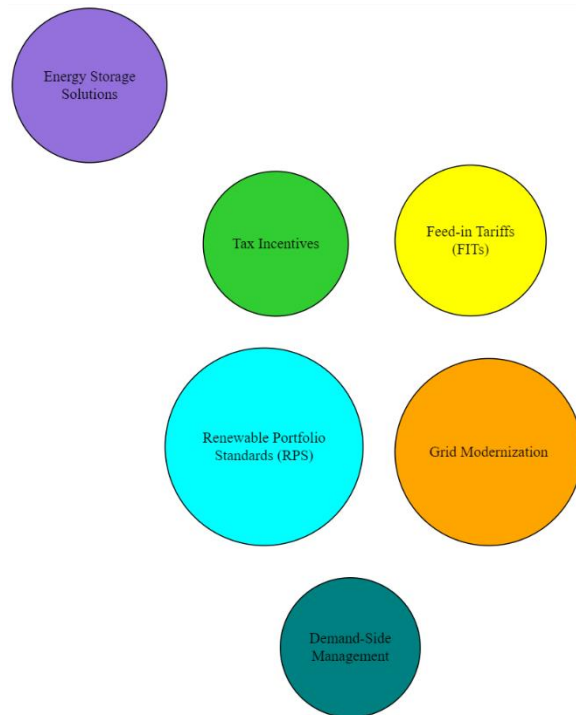 Energy Storage
Solutions
Tax Incentives
Feed-in Tariffs
(FITs)
Renewable Portfolio
Standards (RPS)
Grid Modernization
Demand-Side
Management